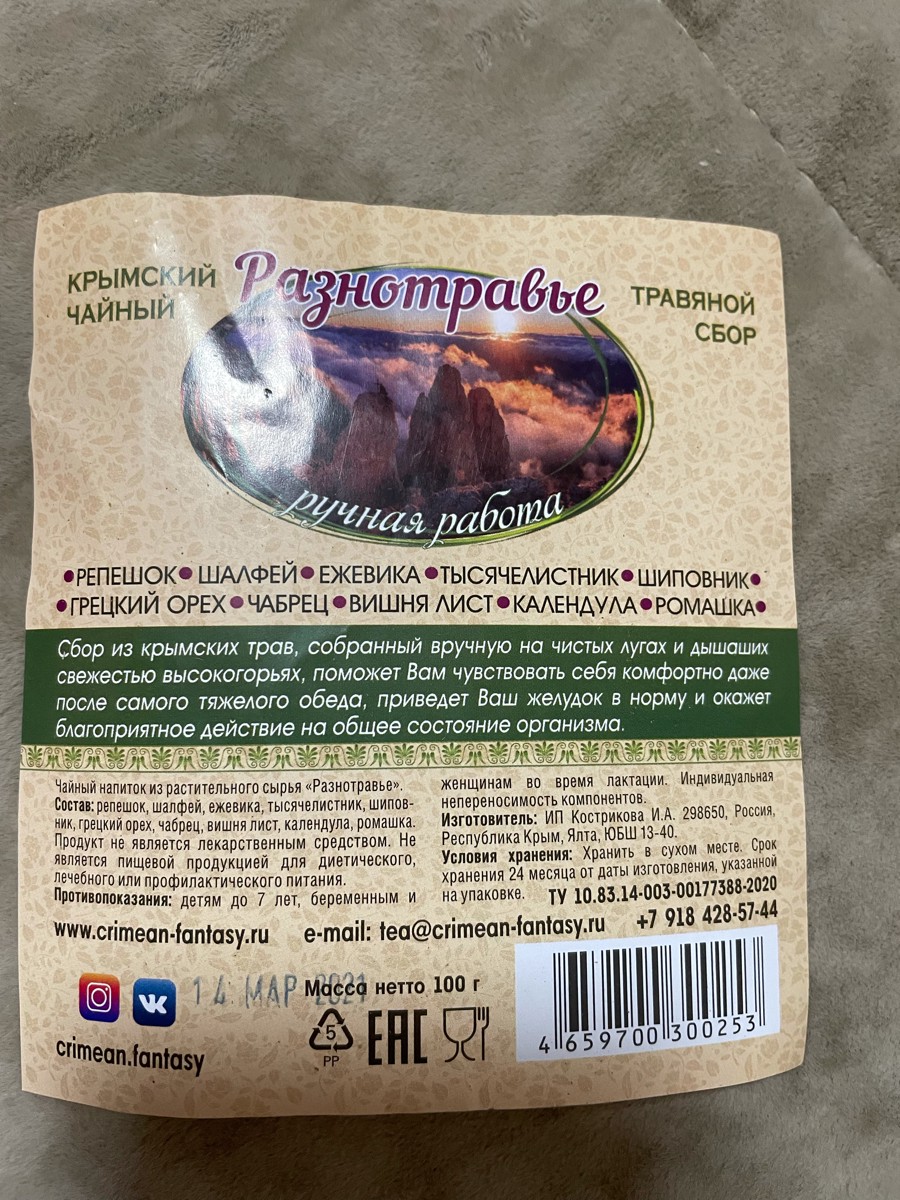 КРЫМСКИЙ
ЧАЙНЫЙ
Разнотравье
ТРАВЯНОЙ
СБОР
ручная работа
•РЕПЕШОК•ШАЛФЕЙ•ЕЖЕВИКА•ТЫСЯЧЕЛИСТНИК•ШИПОВНИК•
•ГРЕЦКИЙ ОРЕХ•ЧАБРЕЦ•ВИШНЯ ЛИСТ•КАЛЕНДУЛА•РОМАШКА•
Сбор из крымских трав, собранный вручную на чистых лугах и дышаших
свежестью высокогорьях, поможет Вам чувствовать себя комфортно даже
после самого тяжелого обеда, приведет Ваш желудок в норму и окажет
благоприятное действие на общее состояние организма.
Чайный напиток из растительного сырья «Разнотравье».
Состав: репешок, шалфей, ежевика, тысячелистник, шипов-
ник, грецкий орех, чабрец, вишня лист, календула, ромашка.
Продукт не является лекарственным средством. Не
является пищевой продукцией для диетического,
лечебного или профилактического питания.
Противопоказания: детям до 7 лет, беременным и
женщинам во время лактации. Индивидуальная
непереносимость компонентов.
Изготовитель: ИП Кострикова И.А. 298650, Россия,
Республика Крым, Ялта, ЮБШ 13-40.
Условия хранения: Хранить в сухом месте. Срок
хранения 24 месяца от даты изготовления, указанной
на упаковке. ТУ 10.83.14-003-00177388-2020
www.crimean-fantasy.ru e-mail: tea@crimean-fantasy.ru +7 918 428-57-44
14 МАР 2021
Масса нетто 100 г
crimean.fantasy
5
PP
EAC
4 659700 300253